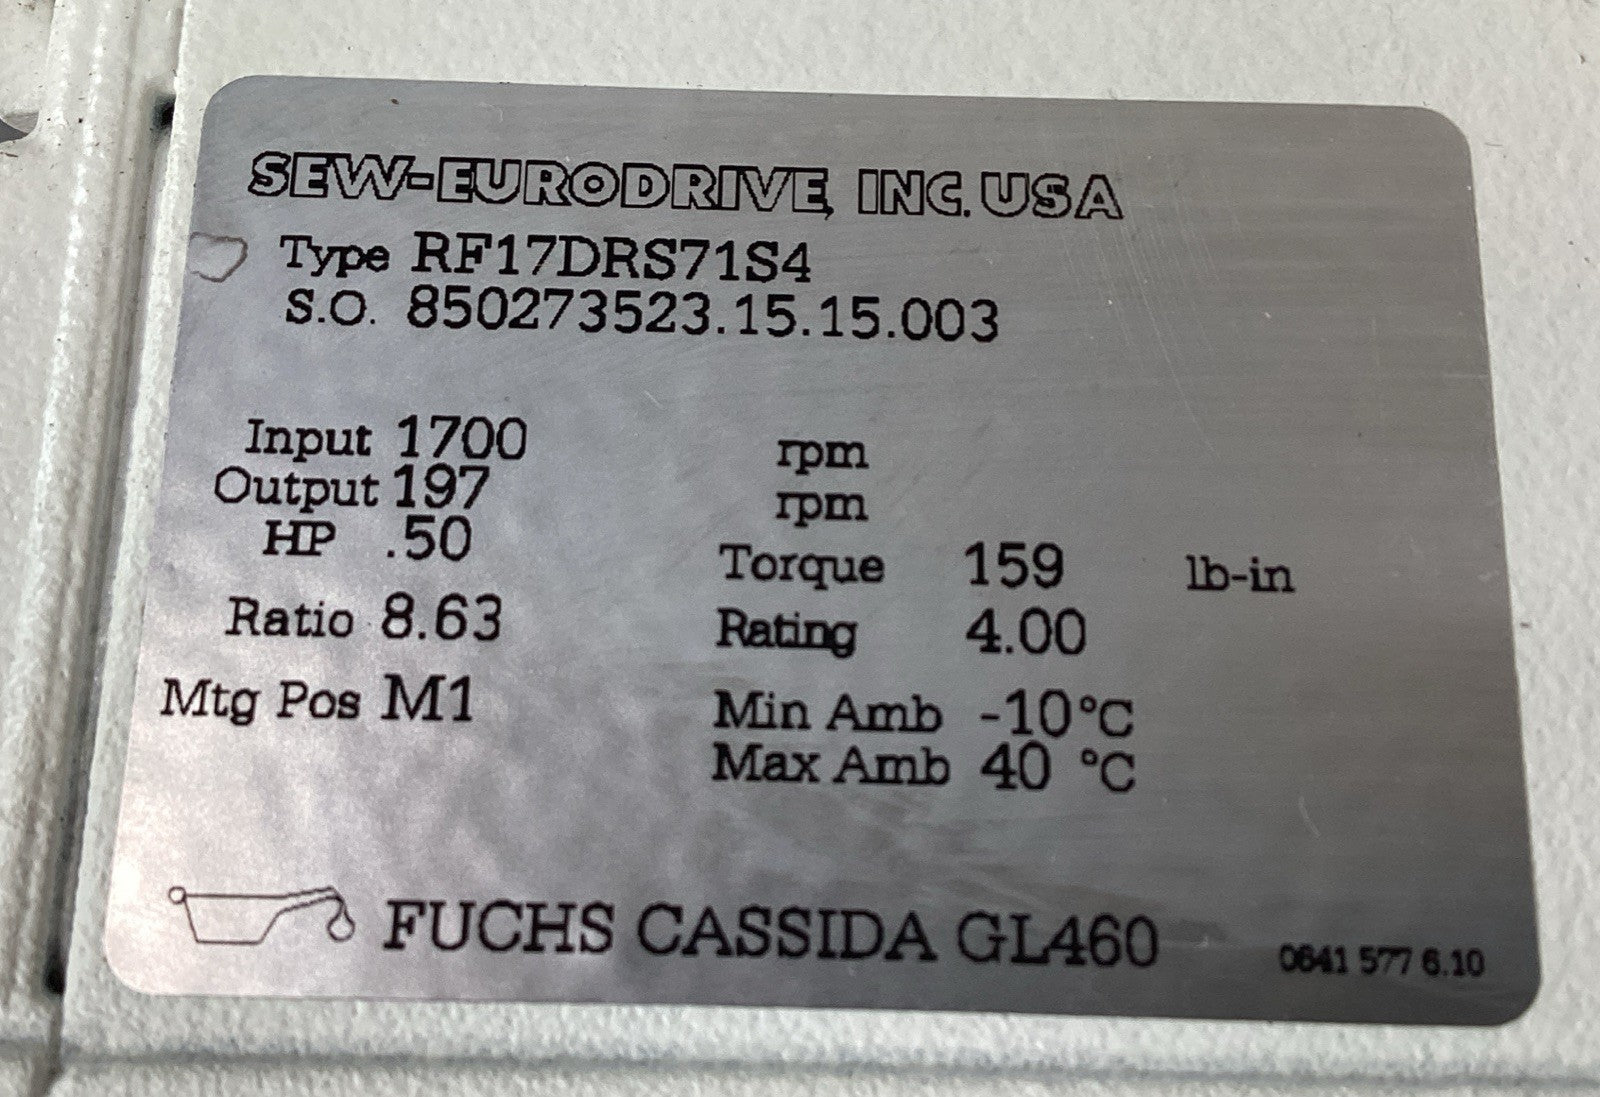 SEW-EURODRIVE, INC. USA
Type RF17DRS71S4
S.O. 850273523.15.15.003
Input 1700 rpm
Output 197 rpm
HP .50
Torque 159 lb-in
Ratio 8.63
Rating 4.00
Mtg Pos M1
Min Amb -10°C
Max Amb 40 °C
FUCHS CASSIDA GL460
0641 577 6.10